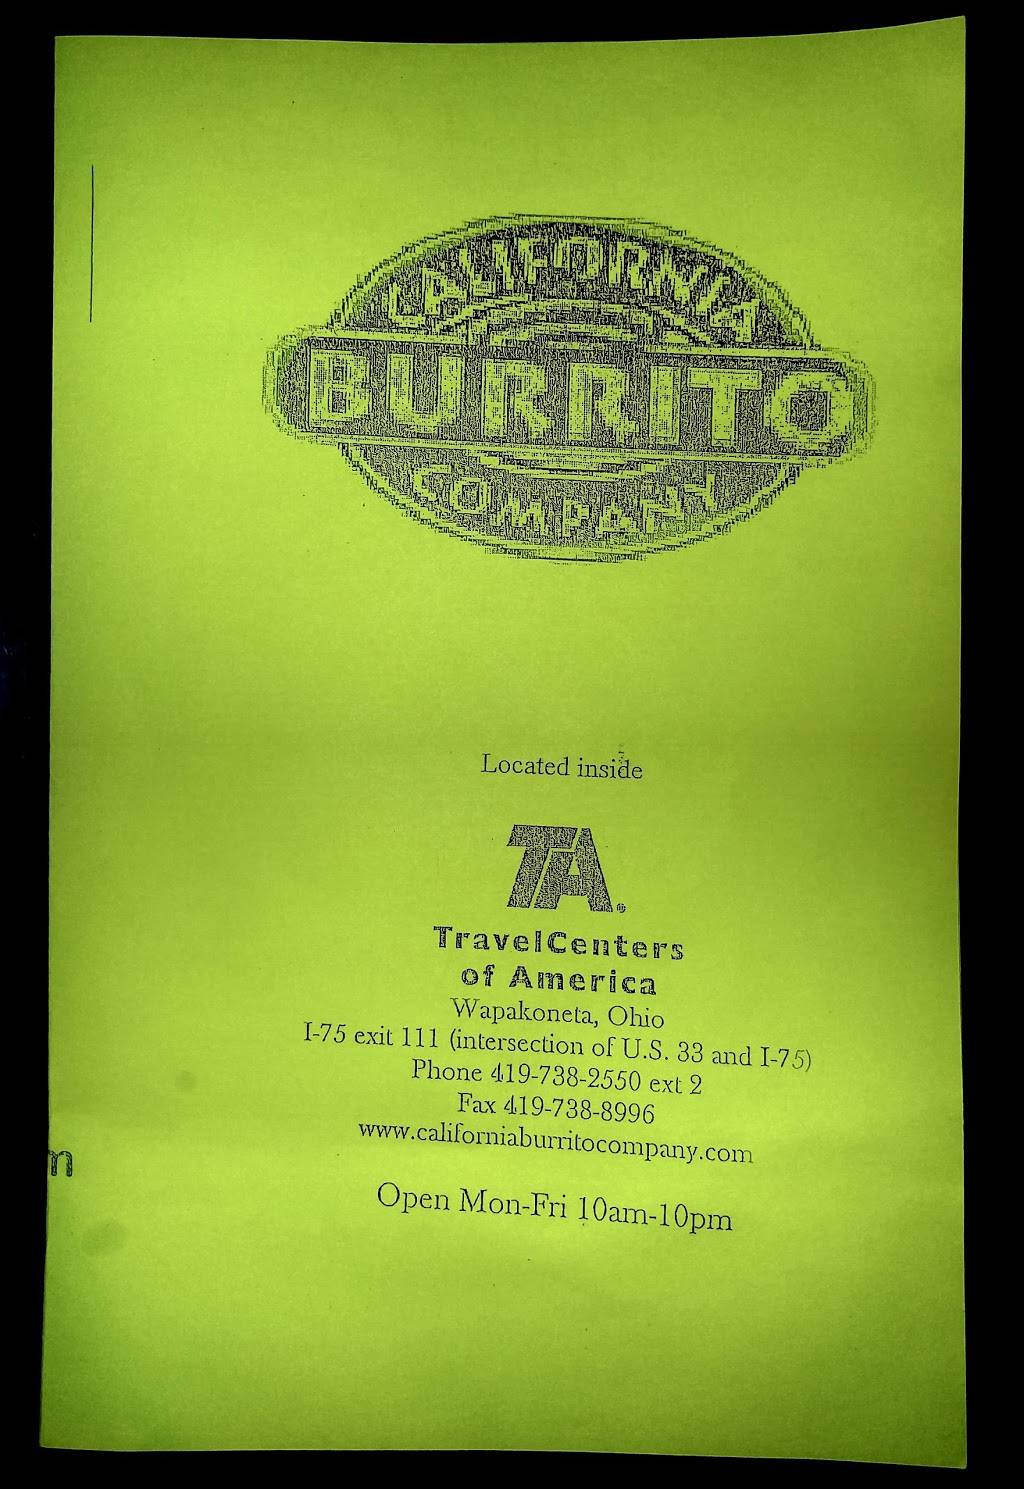 CALIFORNIA
BURRITO
COMPANY
Located inside
TA®
TravelCenters
of America
Wapakoneta, Ohio
I-75 exit 111 (intersection of U.S. 33 and I-75)
Phone 419-738-2550 ext 2
Fax 419-738-8996
www.californiaburritocompany.com
m
Open Mon-Fri 10am-10pm